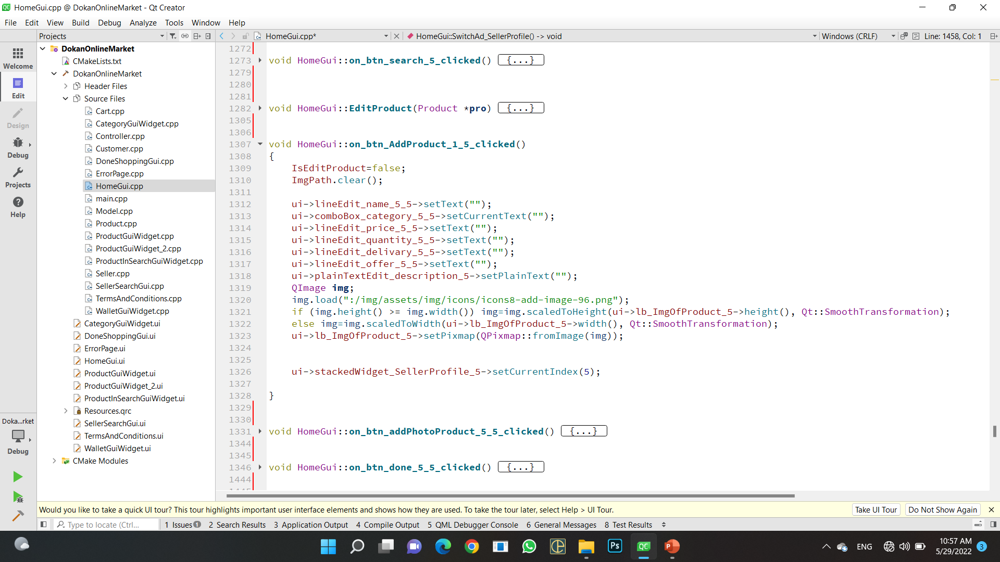 HomeGui.cpp @ DokanOnlineMarket - Qt Creator
File Edit View Build Debug Analyze Tools Window Help
Projects
HomeGui.cpp*
HomeGui::SwitchAd_SellerProfile() -> void
Windows (CRLF)
Line: 1458, Col: 1
Welcome
Edit
Design
Debug
Projects
Help
Doka...rket
Debug
DokanOnlineMarket
CMakeLists.txt
DokanOnlineMarket
Header Files
Source Files
Cart.cpp
CategoryGuiWidget.cpp
Controller.cpp
Customer.cpp
DoneShoppingGui.cpp
ErrorPage.cpp
HomeGui.cpp
main.cpp
Model.cpp
Product.cpp
ProductGuiWidget.cpp
ProductGuiWidget_2.cpp
ProductInSearchGuiWidget.cpp
Seller.cpp
SellerSearchGui.cpp
TermsAndConditions.cpp
WalletGuiWidget.cpp
CategoryGuiWidget.ui
DoneShoppingGui.ui
ErrorPage.ui
HomeGui.ui
ProductGuiWidget.ui
ProductGuiWidget_2.ui
ProductInSearchGuiWidget.ui
Resources.qrc
SellerSearchGui.ui
TermsAndConditions.ui
WalletGuiWidget.ui
CMake Modules
1272
1273 void HomeGui::on_btn_search_5_clicked() {...}
1279
1280
1281
1282 void HomeGui::EditProduct(Product *pro) {...}
1305
1306
1307 void HomeGui::on_btn_AddProduct_1_5_clicked()
1308 {
1309 IsEditProduct=false;
1310 ImgPath.clear();
1311
1312 ui->lineEdit_name_5_5->setText("");
1313 ui->comboBox_category_5_5->setCurrentText("");
1314 ui->lineEdit_price_5_5->setText("");
1315 ui->lineEdit_quantity_5_5->setText("");
1316 ui->lineEdit_delivary_5_5->setText("");
1317 ui->lineEdit_offer_5_5->setText("");
1318 ui->plainTextEdit_description_5->setPlainText("");
1319 QImage img;
1320 img.load(":/img/assets/img/icons/icons8-add-image-96.png");
1321 if (img.height() >= img.width()) img=img.scaledToHeight(ui->lb_ImgOfProduct_5->height(), Qt::SmoothTransformation);
1322 else img=img.scaledToWidth(ui->lb_ImgOfProduct_5->width(), Qt::SmoothTransformation);
1323 ui->lb_ImgOfProduct_5->setPixmap(QPixmap::fromImage(img));
1324
1325
1326 ui->stackedWidget_SellerProfile_5->setCurrentIndex(5);
1327
1328 }
1329
1330
1331 void HomeGui::on_btn_addPhotoProduct_5_5_clicked() {...}
1344
1345
1346 void HomeGui::on_btn_done_5_5_clicked() {...}
1444
Would you like to take a quick UI tour? This tour highlights important user interface elements and shows how they are used. To take the tour later, select Help > UI Tour.
Take UI Tour
Do Not Show Again
Type to locate (Ctrl...
1 Issues 1
2 Search Results
3 Application Output
4 Compile Output
5 QML Debugger Console
6 General Messages
8 Test Results
Ps
QC
P
ENG
10:57 AM
5/29/2022
3